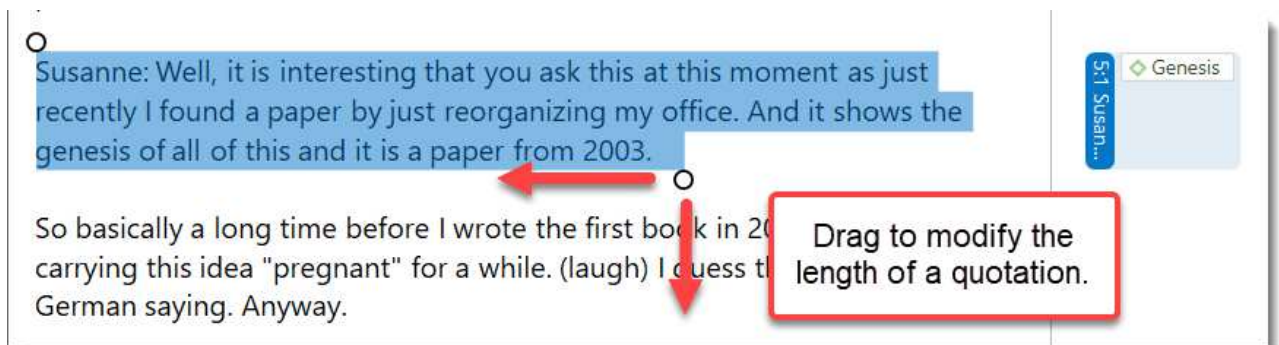 Susanne: Well, it is interesting that you ask this at this moment as just
recently I found a paper by just reorganizing my office. And it shows the
genesis of all of this and it is a paper from 2003.
So basically a long time before I wrote the first book in
carrying this idea "pregnant" for a while. (laugh) I guess
German saying. Anyway.
Drag to modify the
length of a quotation.
5:1 Susan...
Genesis